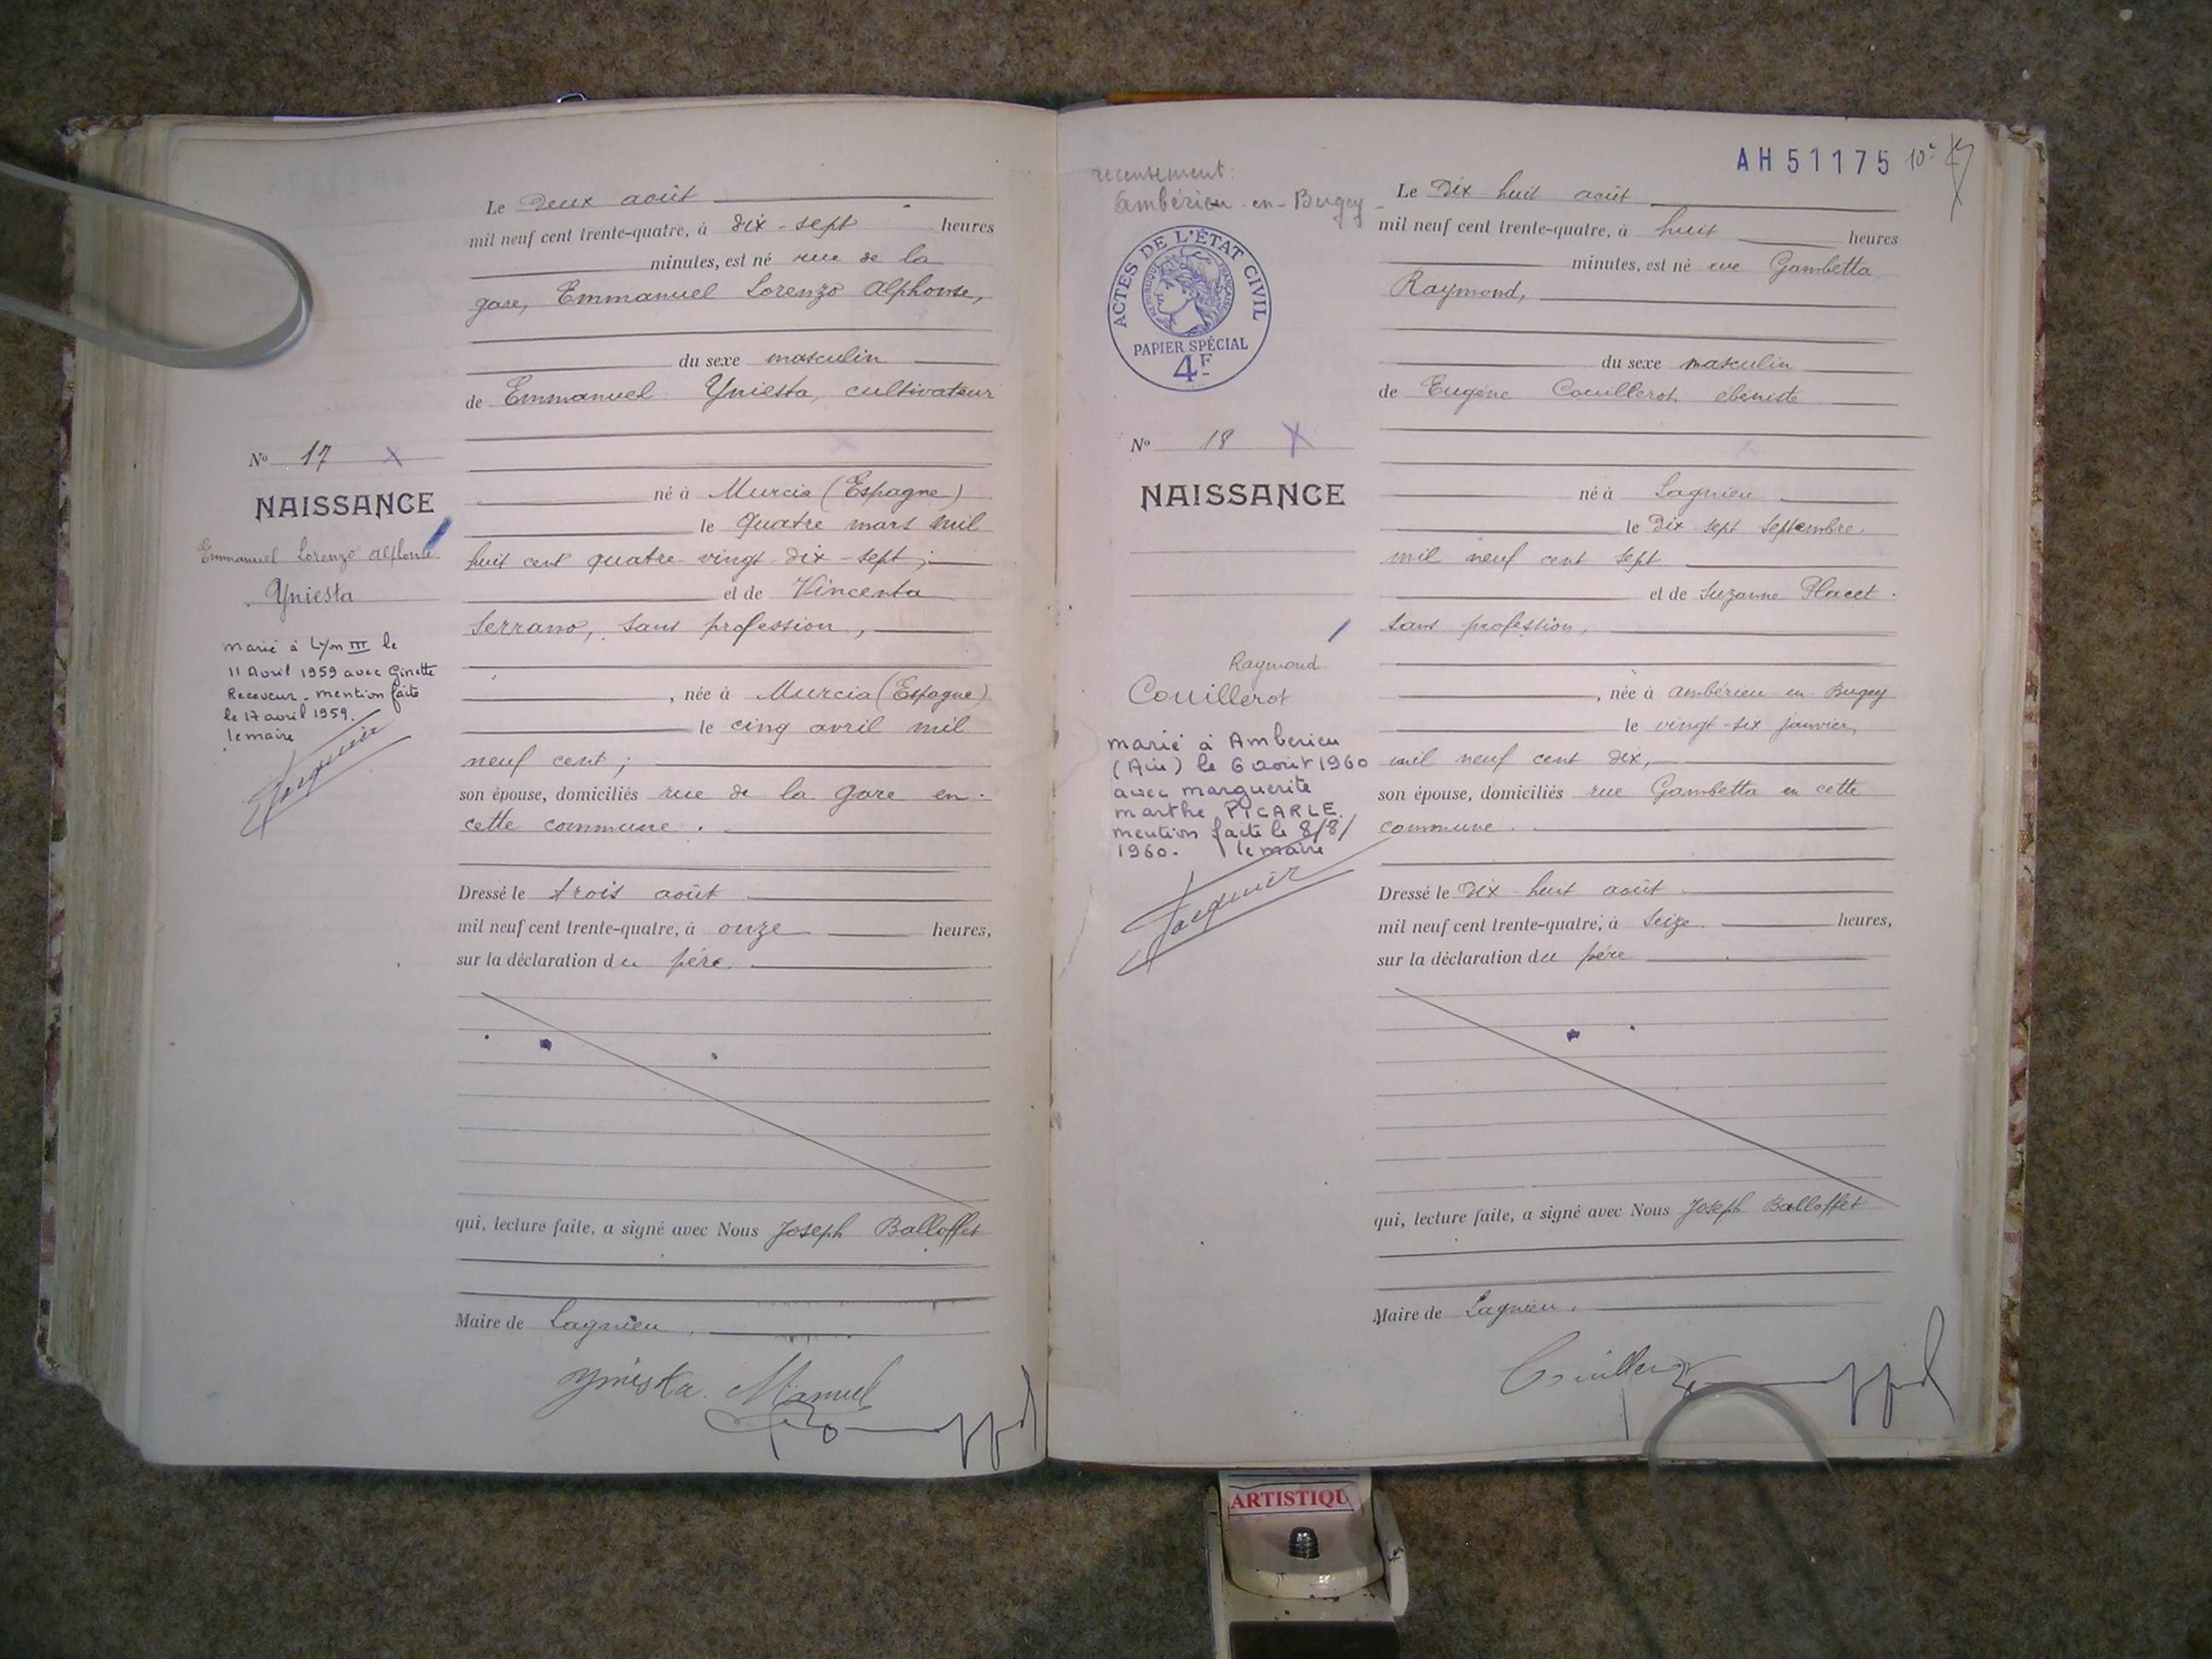 Le Deux août
mil neuf cent trente-quatre, à dix-sept heures
minutes, est né rue de la
gare, Emmanuel Lorenzo Alphonse,
du sexe masculin
de Emmanuel Yniesta, cultivateur
né à Murcia (Espagne)
le quatre mars mil
huit cent quatre-vingt-dix-sept ;
et de Vincenta
Serrano, sans profession,
, née à Murcia (Espagne)
le cinq avril mil
neuf cent ;
son épouse, domiciliés rue de la gare en
cette commune.
Dressé le trois août
mil neuf cent trente-quatre, à onze heures,
sur la déclaration du père.
qui, lecture faite, a signé avec Nous Joseph Balloffet
Maire de Lagnieu.
Yniesta. Manuel
No 17 X
NAISSANCE
Emmanuel Lorenzo Alphonse
Yniesta
marié à Lyon III le
11 Avril 1959 avec Ginette
Receveur. mention faite
le 17 avril 1959.
le maire
Jacquier
recensement:
Ambérieu-en-Bugey
ACTES DE L'ÉTAT CIVIL
RÉPUBLIQUE FRANÇAISE
PAPIER SPÉCIAL
4F
No 18 X
NAISSANCE
Raymond
Couillerot
marié à Amberieu
(Ain) le 6 août 1960
avec marguerite
marthe PICARLE.
mention faite le 8/8/
1960. le maire
Jacquier
AH51175
Le Dix huit août
mil neuf cent trente-quatre, à huit heures
minutes, est né rue Gambetta
Raymond,
du sexe masculin
de Eugène Couillerot ébéniste
né à Lagnieu
le Dix sept Septembre
mil neuf cent sept
et de Suzanne Placet
sans profession,
, née à Ambérieu-en-Bugey
le vingt-six janvier
mil neuf cent dix,
son épouse, domiciliés rue Gambetta en cette
commune.
Dressé le dix huit août
mil neuf cent trente-quatre, à seize heures,
sur la déclaration du père
qui, lecture faite, a signé avec Nous Joseph Balloffet
Maire de Lagnieu.
Couillerot
ARTISTIQU